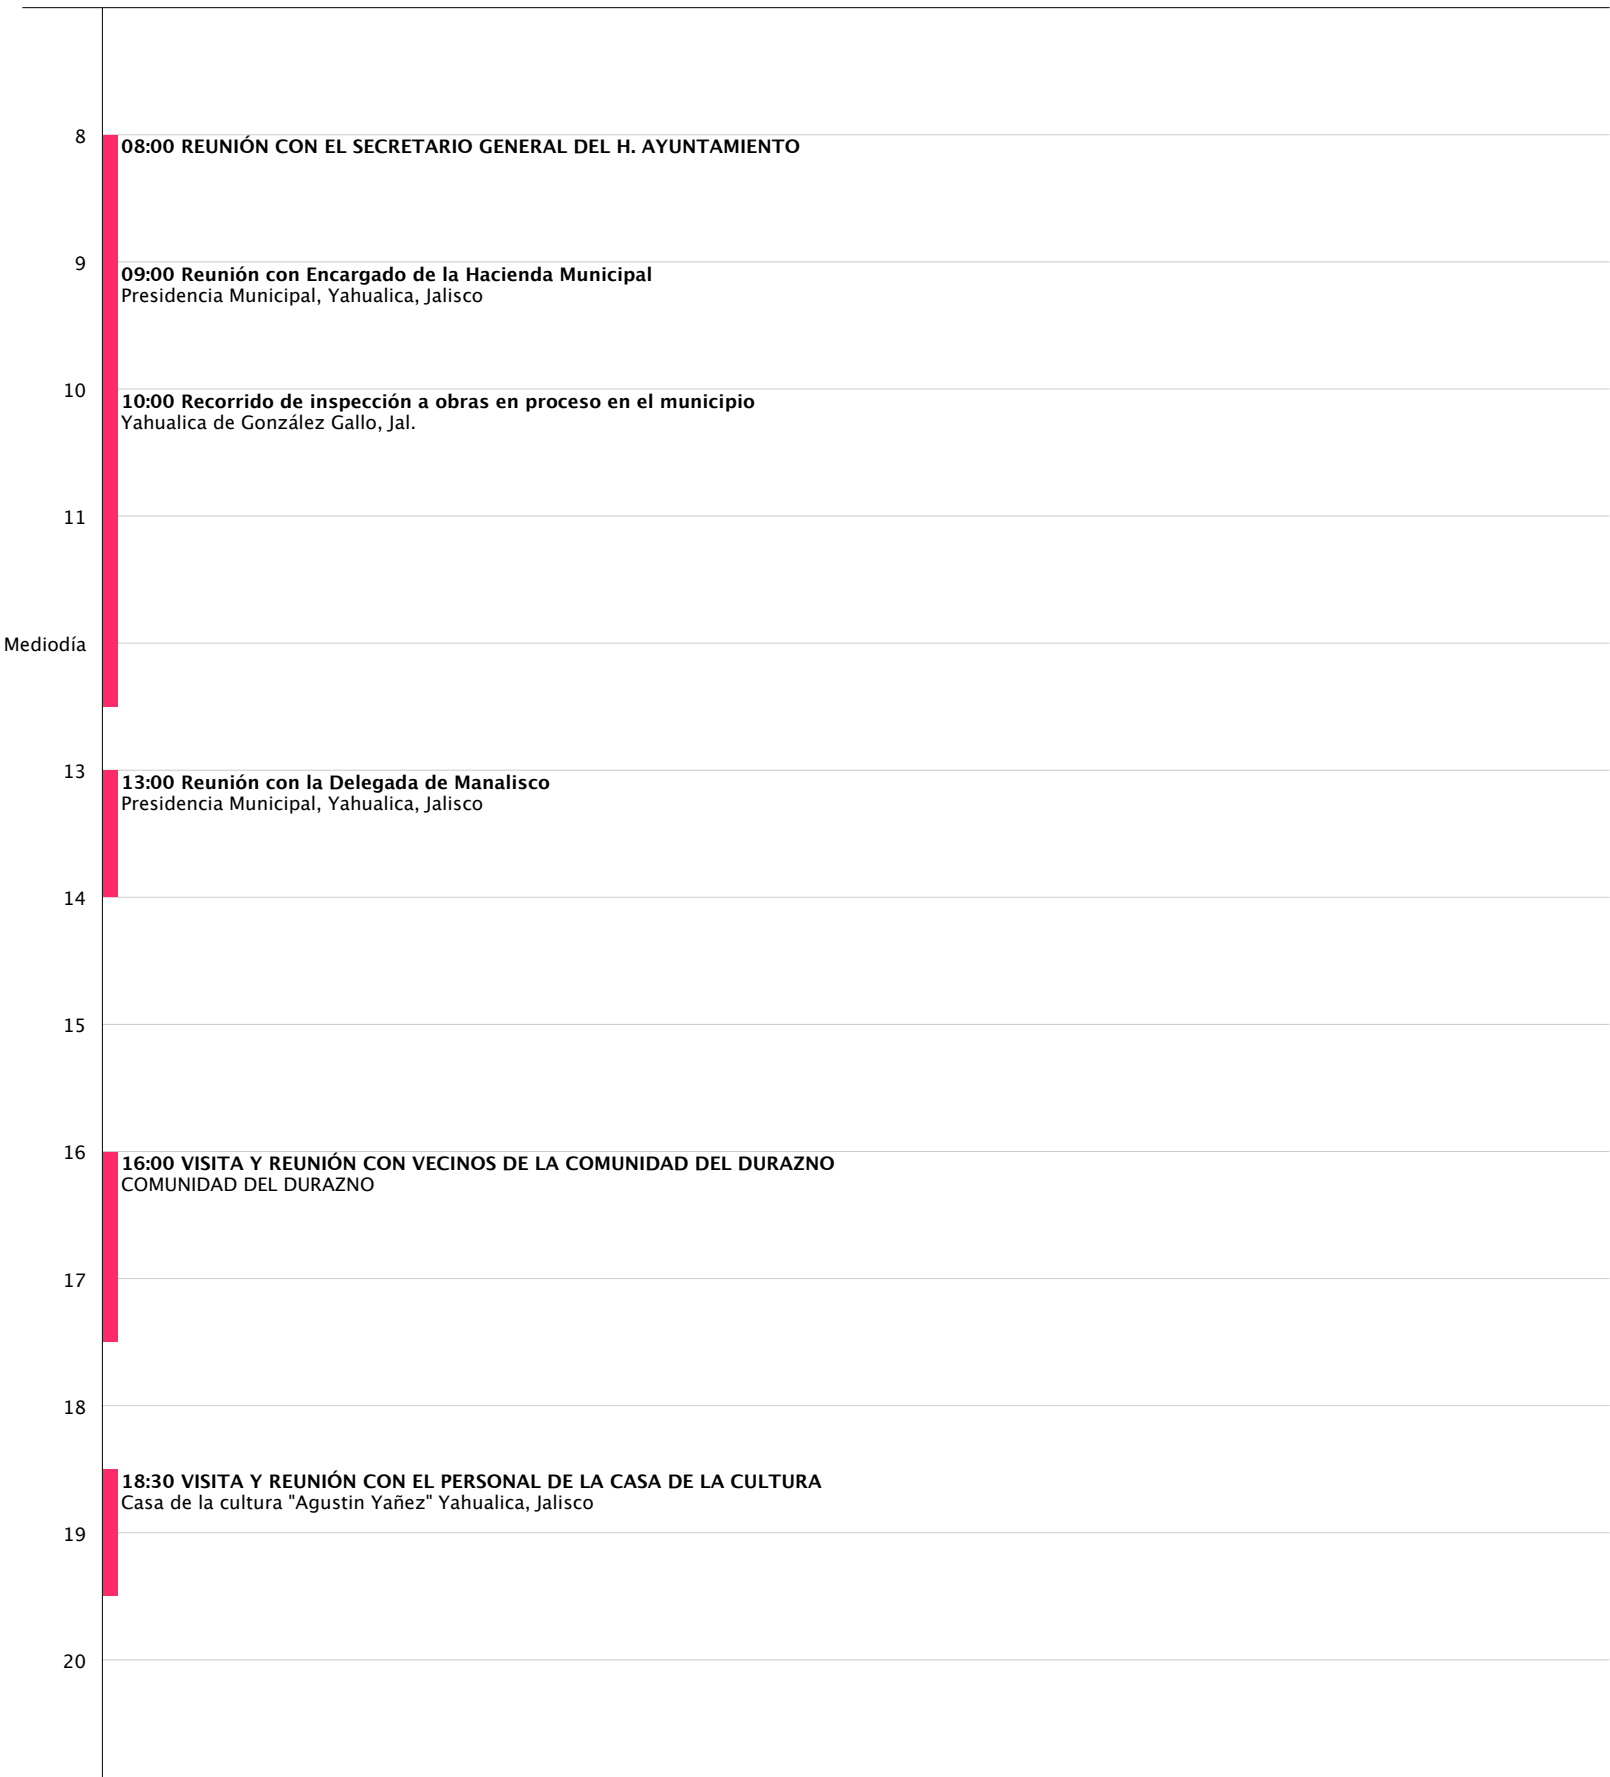 8
08:00 REUNIÓN CON EL SECRETARIO GENERAL DEL H. AYUNTAMIENTO
9
09:00 Reunión con Encargado de la Hacienda Municipal
Presidencia Municipal, Yahualica, Jalisco
10
10:00 Recorrido de inspección a obras en proceso en el municipio
Yahualica de González Gallo, Jal.
11
Mediodía
13
13:00 Reunión con la Delegada de Manalisco
Presidencia Municipal, Yahualica, Jalisco
14
15
16
16:00 VISITA Y REUNIÓN CON VECINOS DE LA COMUNIDAD DEL DURAZNO
COMUNIDAD DEL DURAZNO
17
18
18:30 VISITA Y REUNIÓN CON EL PERSONAL DE LA CASA DE LA CULTURA
Casa de la cultura "Agustin Yañez" Yahualica, Jalisco
19
20